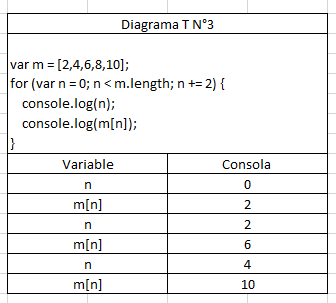 Diagrama T N°3
var m = [2,4,6,8,10];
for (var n = 0; n < m.length; n += 2) {
console.log(n);
console.log(m[n]);
}
Variable Consola
n 0
m[n] 2
n 2
m[n] 6
n 4
m[n] 10